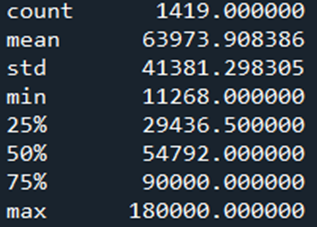 count 1419.000000
mean 63973.908386
std 41381.298305
min 11268.000000
25% 29436.500000
50% 54792.000000
75% 90000.000000
max 180000.000000